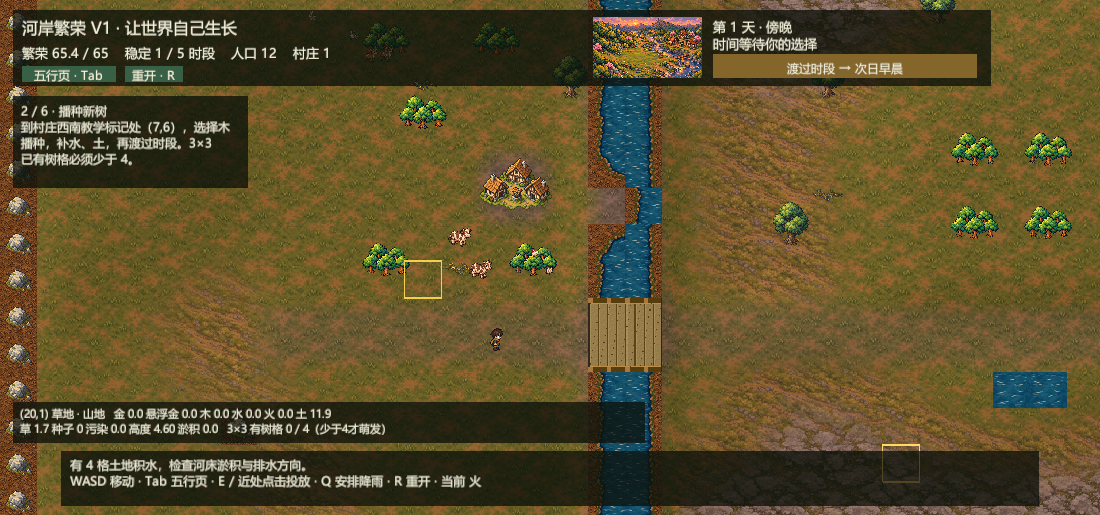 河岸繁荣 V1 · 让世界自己生长
繁荣 65.4 / 65 稳定 1 / 5 时段 人口 12 村庄 1
五行页 · Tab 重开 · R
第 1 天 · 傍晚
时间等待你的选择
渡过时段 → 次日早晨
2 / 6 · 播种新树
到村庄西南教学标记处（7,6），选择木
播种，补水、土，再渡过时段。3×3
已有树格必须少于 4。
(20,1) 草地 · 山地 金 0.0 悬浮金 0.0 木 0.0 水 0.0 火 0.0 土 11.9
草 1.7 种子 0 污染 0.0 高度 4.60 淤积 0.0 3×3 有树格 0 / 4（少于4才萌发）
有 4 格土地积水，检查河床淤积与排水方向。
WASD 移动 · Tab 五行页 · E / 近处点击投放 · Q 安排降雨 · R 重开 · 当前 火